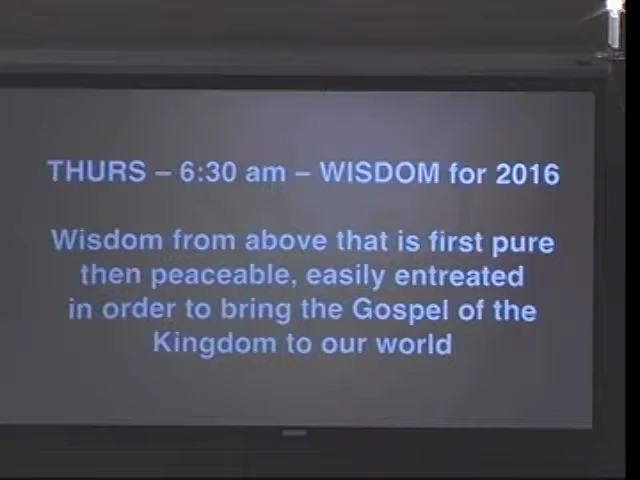 THURS – 6:30 am – WISDOM for 2016
Wisdom from above that is first pure
then peaceable, easily entreated
in order to bring the Gospel of the
Kingdom to our world